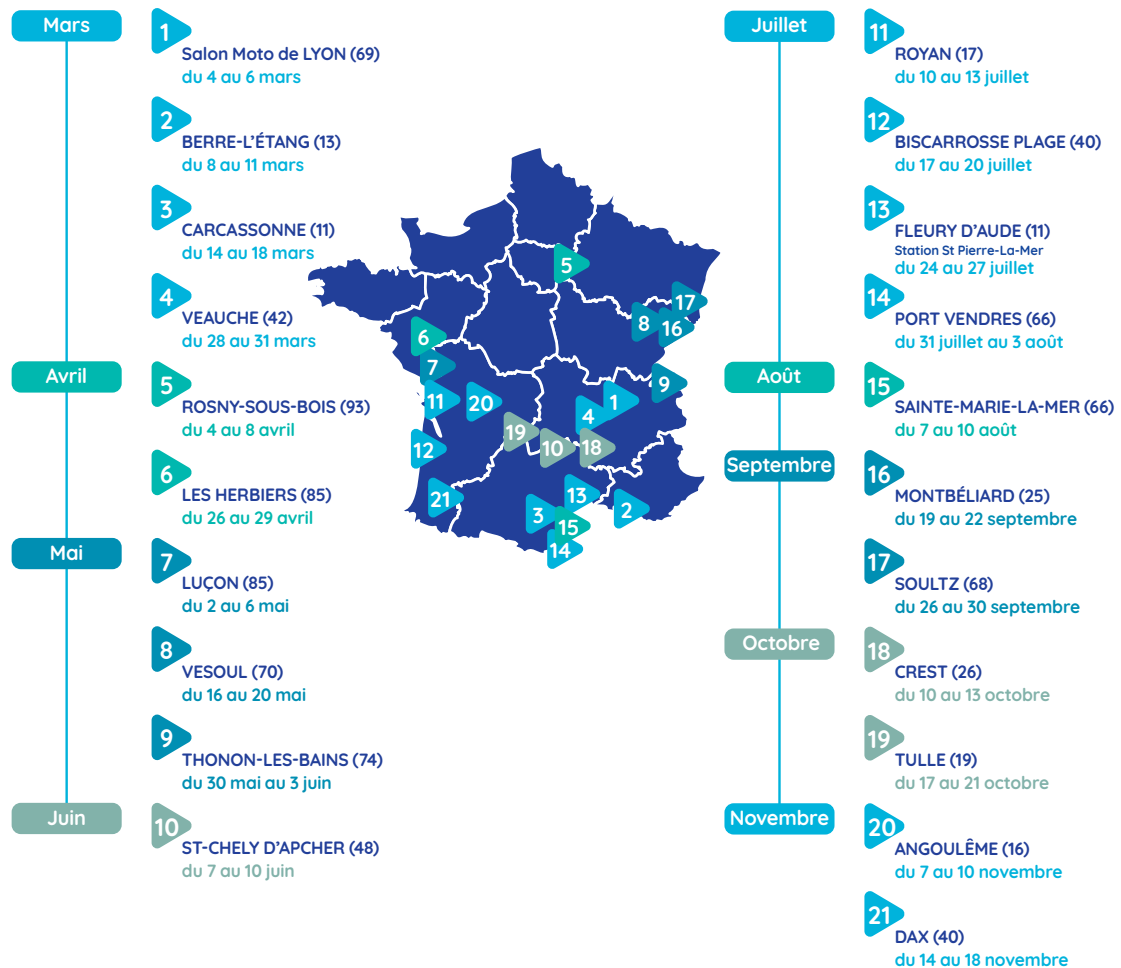 Mars
1
Salon Moto de LYON (69)
du 4 au 6 mars
2
BERRE-L'ÉTANG (13)
du 8 au 11 mars
3
CARCASSONNE (11)
du 14 au 18 mars
4
VEAUCHE (42)
du 28 au 31 mars
Avril
5
ROSNY-SOUS-BOIS (93)
du 4 au 8 avril
6
LES HERBIERS (85)
du 26 au 29 avril
Mai
7
LUÇON (85)
du 2 au 6 mai
8
VESOUL (70)
du 16 au 20 mai
9
THONON-LES-BAINS (74)
du 30 mai au 3 juin
Juin
10
ST-CHELY D'APCHER (48)
du 7 au 10 juin
5
17
8
16
6
7
9
11
20
1
4
19
10
18
12
21
13
3
2
15
14
Juillet
11
ROYAN (17)
du 10 au 13 juillet
12
BISCARROSSE PLAGE (40)
du 17 au 20 juillet
13
FLEURY D'AUDE (11)
Station St Pierre-La-Mer
du 24 au 27 juillet
14
PORT VENDRES (66)
du 31 juillet au 3 août
Août
15
SAINTE-MARIE-LA-MER (66)
du 7 au 10 août
Septembre
16
MONTBÉLIARD (25)
du 19 au 22 septembre
17
SOULTZ (68)
du 26 au 30 septembre
Octobre
18
CREST (26)
du 10 au 13 octobre
19
TULLE (19)
du 17 au 21 octobre
Novembre
20
ANGOULÊME (16)
du 7 au 10 novembre
21
DAX (40)
du 14 au 18 novembre